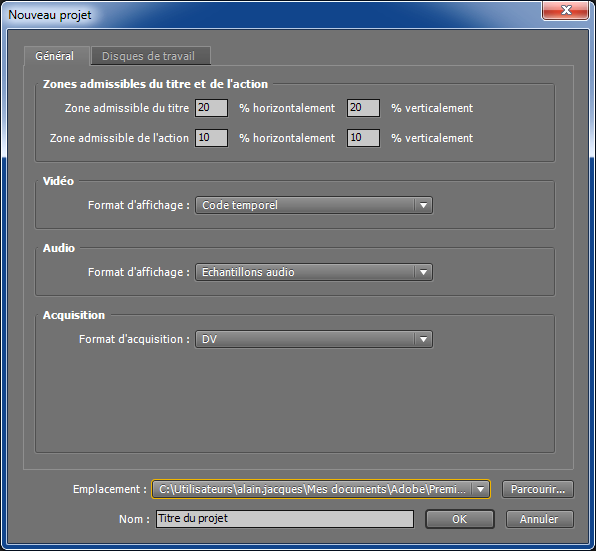 Nouveau projet
Général Disques de travail
Zones admissibles du titre et de l'action
Zone admissible du titre 20 % horizontalement 20 % verticalement
Zone admissible de l'action 10 % horizontalement 10 % verticalement
Vidéo
Format d'affichage : Code temporel
Audio
Format d'affichage : Echantillons audio
Acquisition
Format d'acquisition : DV
Emplacement : C:\Utilisateurs\alain.jacques\Mes documents\Adobe\Premi... Parcourir...
Nom : Titre du projet OK Annuler